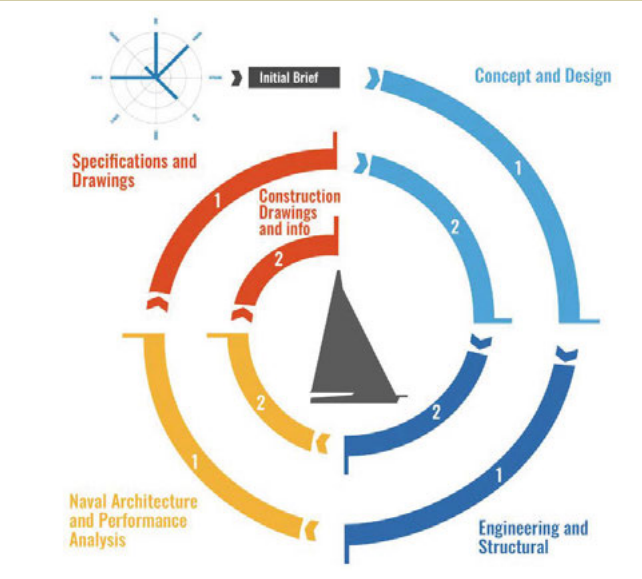 Initial Brief
Concept and Design
Specifications and
Drawings
1
Construction
Drawings
and info
2
2
1
2
2
1
1
Naval Architecture
and Performance
Analysis
Engineering and
Structural